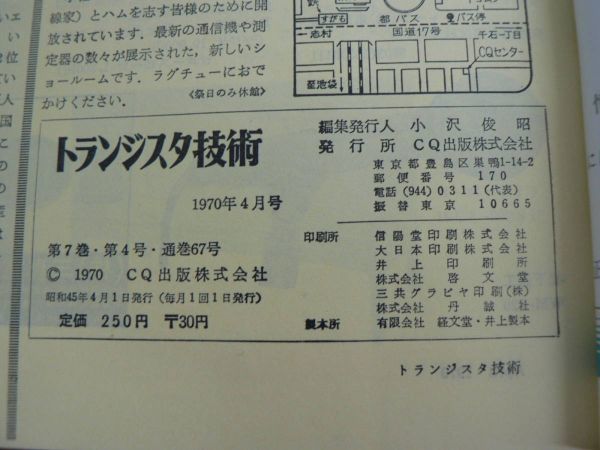 線家）とハムを志す皆様のために開
放されています．最新の通信機や測
定器の数々が展示された，新しいシ
ョールームです．ラグチューにおで
かけください．
《祭日のみ休館》
すがも
都バス
バス停
志村
国道17号
千石一丁目
CQセンター
至池袋
トランジスタ技術
1970年4月号
第7巻・第4号・通巻67号
© 1970 CQ出版株式会社
昭和45年4月1日発行（毎月1回1日発行）
定価 250円 〒30円
編集発行人 小沢俊昭
発行所 CQ出版株式会社
東京都豊島区巣鴨1-14-2
郵便番号 170
電話 (944) 0311(代表)
振替東京 10665
印刷所 信陽堂印刷株式会社
大日本印刷株式会社
井上印刷所
株式会社 啓文堂
三共グラビヤ印刷(株)
株式会社 丹誠社
製本所 有限会社 経文堂・井上製本
トランジスタ技術